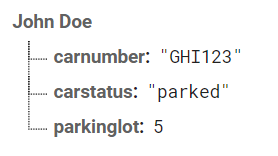 John Doe
carnumber: "GHI123"
carstatus: "parked"
parkinglot: 5